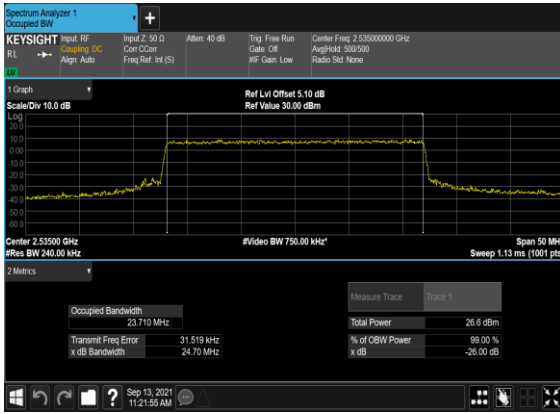 Spectrum Analyzer 1
Occupied BW
KEYSIGHT
RL
LV
Input: RF
Coupling: DC
Align: Auto
Input Z: 50 Ω
Corr CCorr
Freq Ref: Int (S)
Atten: 40 dB
Trig: Free Run
Gate: Off
#IF Gain: Low
Center Freq: 2.535000000 GHz
Avg|Hold: 500/500
Radio Std: None
1 Graph
Scale/Div 10.0 dB
Ref Lvl Offset 5.10 dB
Ref Value 30.00 dBm
Log
20.0
10.0
0.00
-10.0
-20.0
-30.0
-40.0
-50.0
-60.0
Center 2.53500 GHz
#Res BW 240.00 kHz
#Video BW 750.00 kHz*
Span 50 MH
Sweep 1.13 ms (1001 pts
2 Metrics
Measure Trace Trace 1
Occupied Bandwidth
23.710 MHz
Total Power 26.6 dBm
Transmit Freq Error 31.519 kHz
% of OBW Power 99.00 %
x dB Bandwidth 24.70 MHz
x dB -26.00 dB
?
Sep 13, 2021
11:21:55 AM